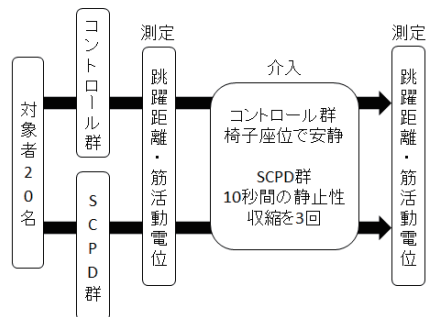 対象者20名
コントロール群
SCPD群
測定
跳躍距離・筋活動電位
介入
コントロール群
椅子座位で安静
SCPD群
10秒間の静止性
収縮を3回
測定
跳躍距離・筋活動電位